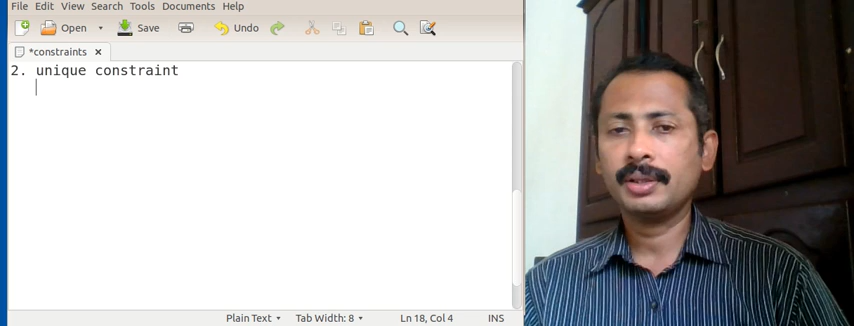 File Edit View Search Tools Documents Help
Open Save Undo
*constraints ×
2. unique constraint
Plain Text Tab Width: 8 Ln 18, Col 4 INS